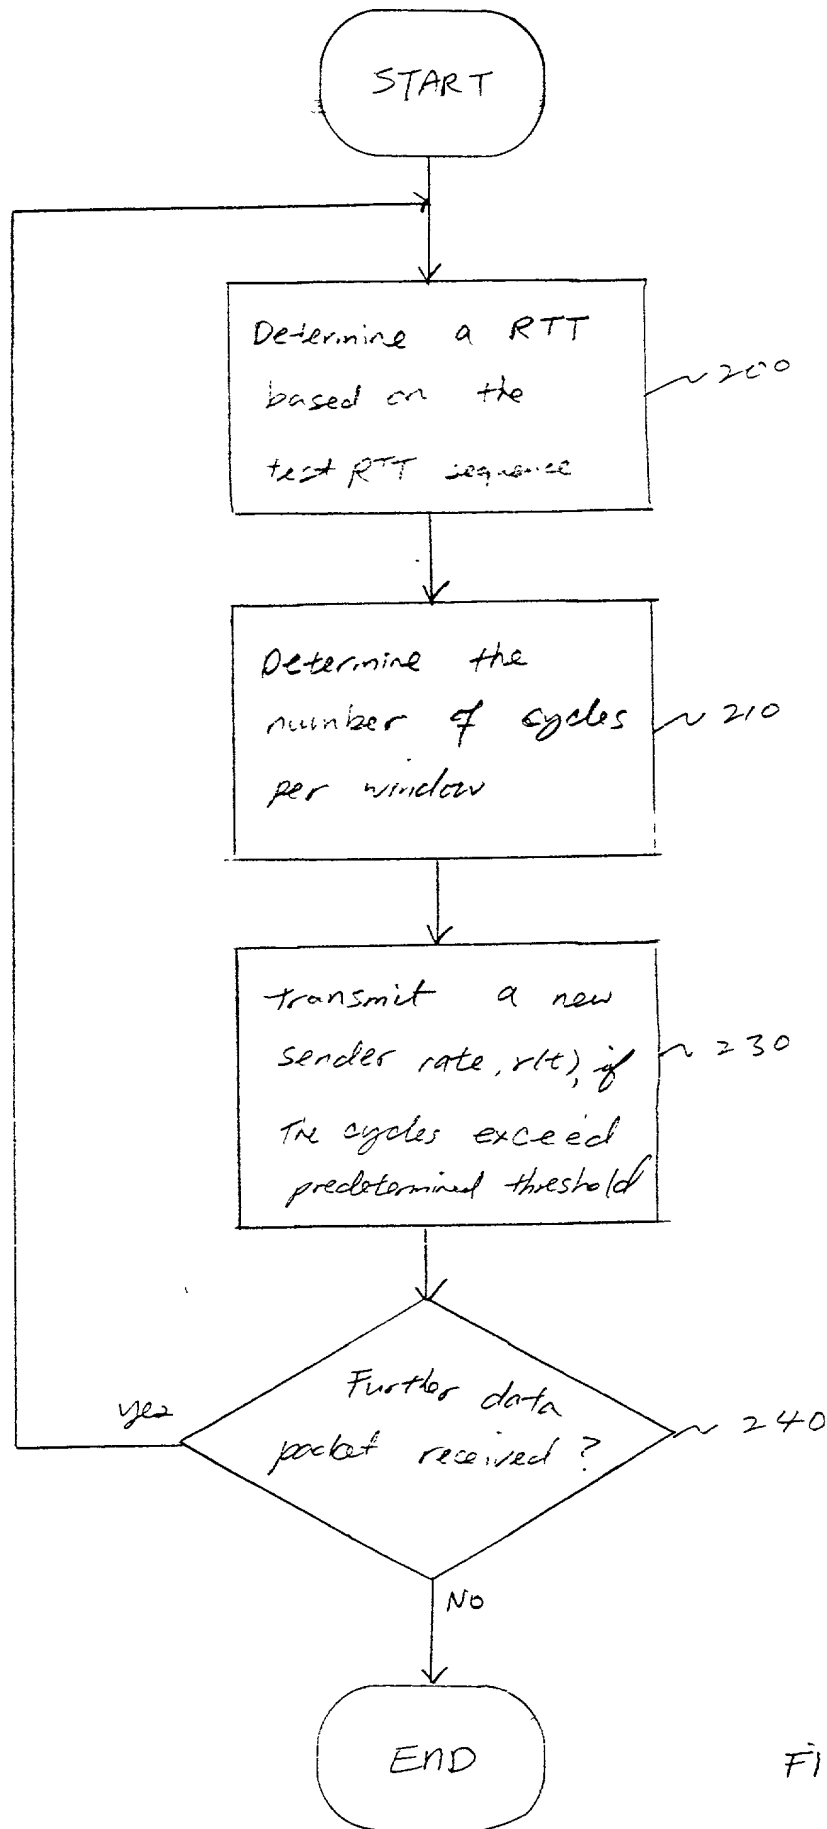 START
Determine a RTT
based on the
test RTT sequence
~ 200
Determine the
number of cycles
per window
~ 210
transmit a new
sender rate, r(t), if
The cycles exceed
predetermined threshold
~ 230
Further data
packet received ?
~ 240
yes
NO
END
FI